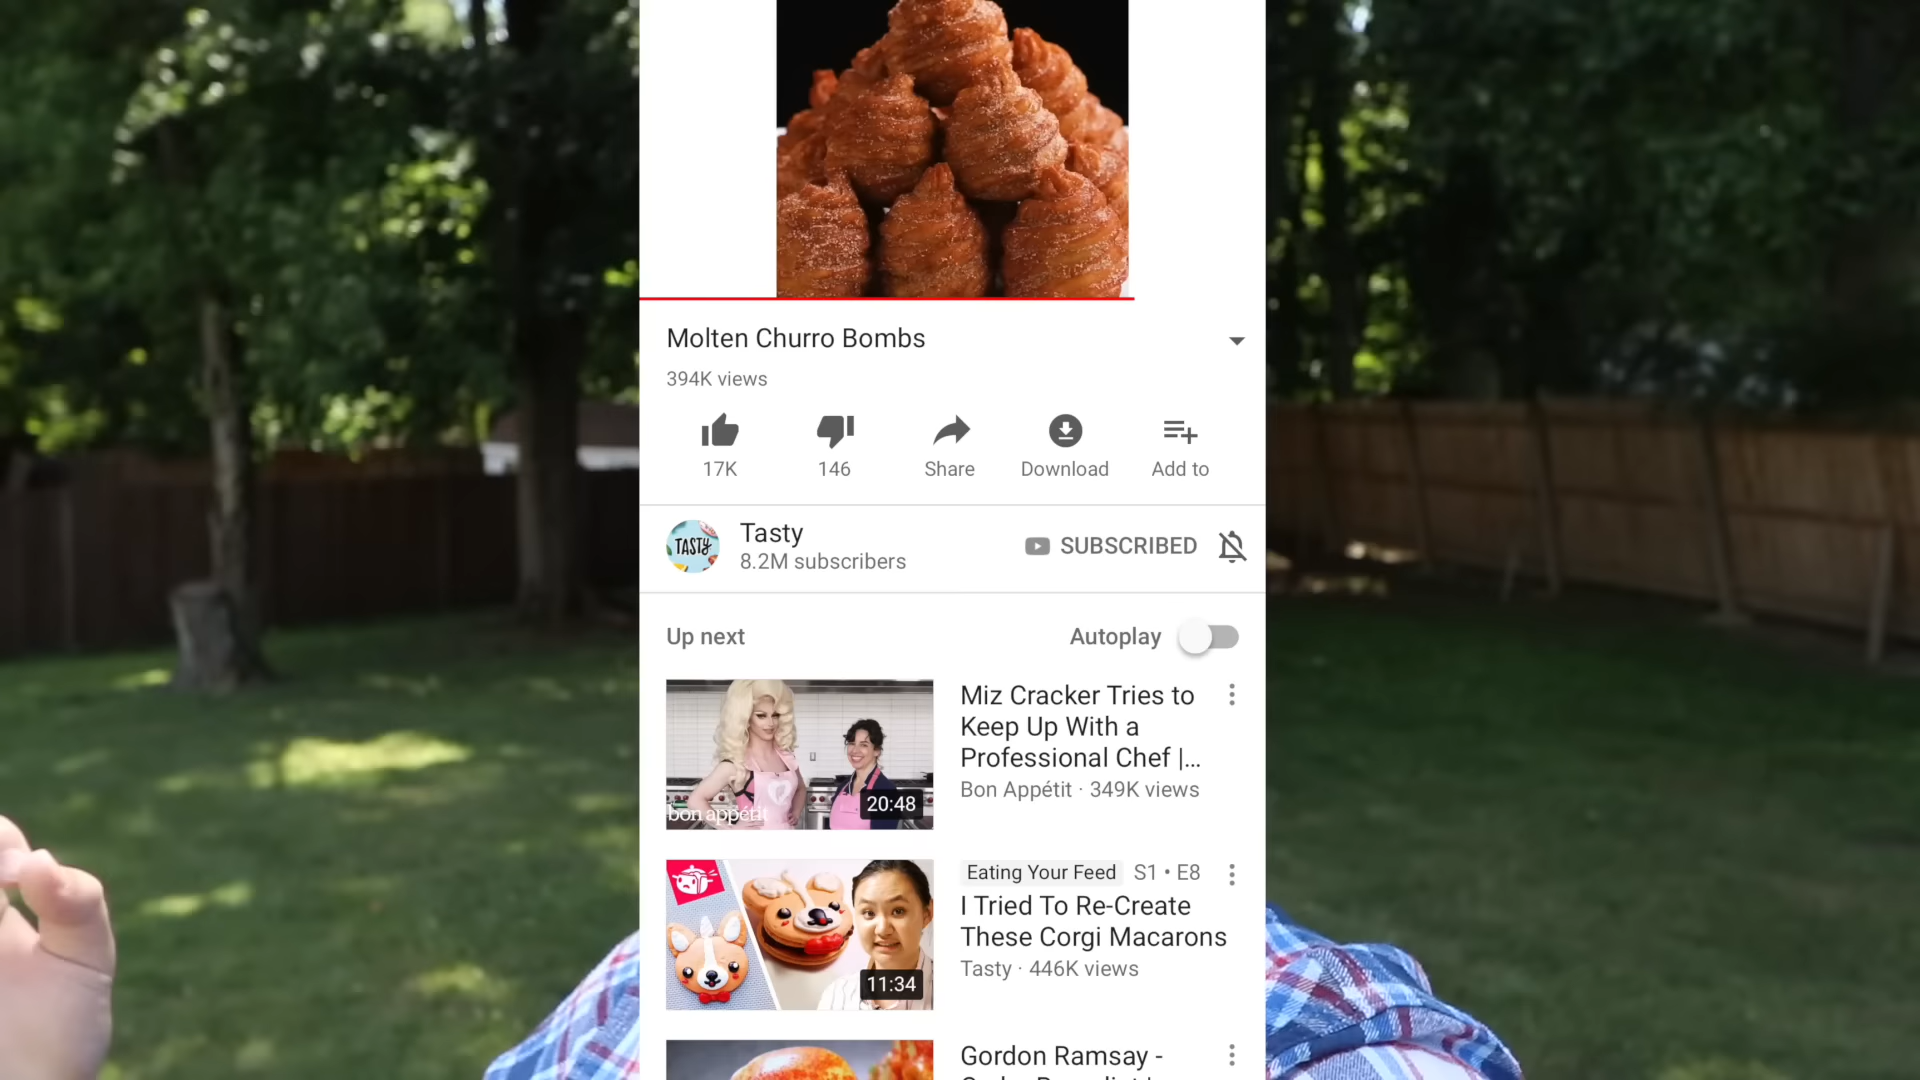 Molten Churro Bombs
394K views
17K
146
Share
Download
Add to
TASTY
Tasty
8.2M subscribers
SUBSCRIBED
Up next
Autoplay
Miz Cracker Tries to
Keep Up With a
Professional Chef |...
Bon Appétit · 349K views
bon appétit
20:48
Eating Your Feed
S1 • E8
I Tried To Re-Create
These Corgi Macarons
Tasty · 446K views
11:34
Gordon Ramsay -